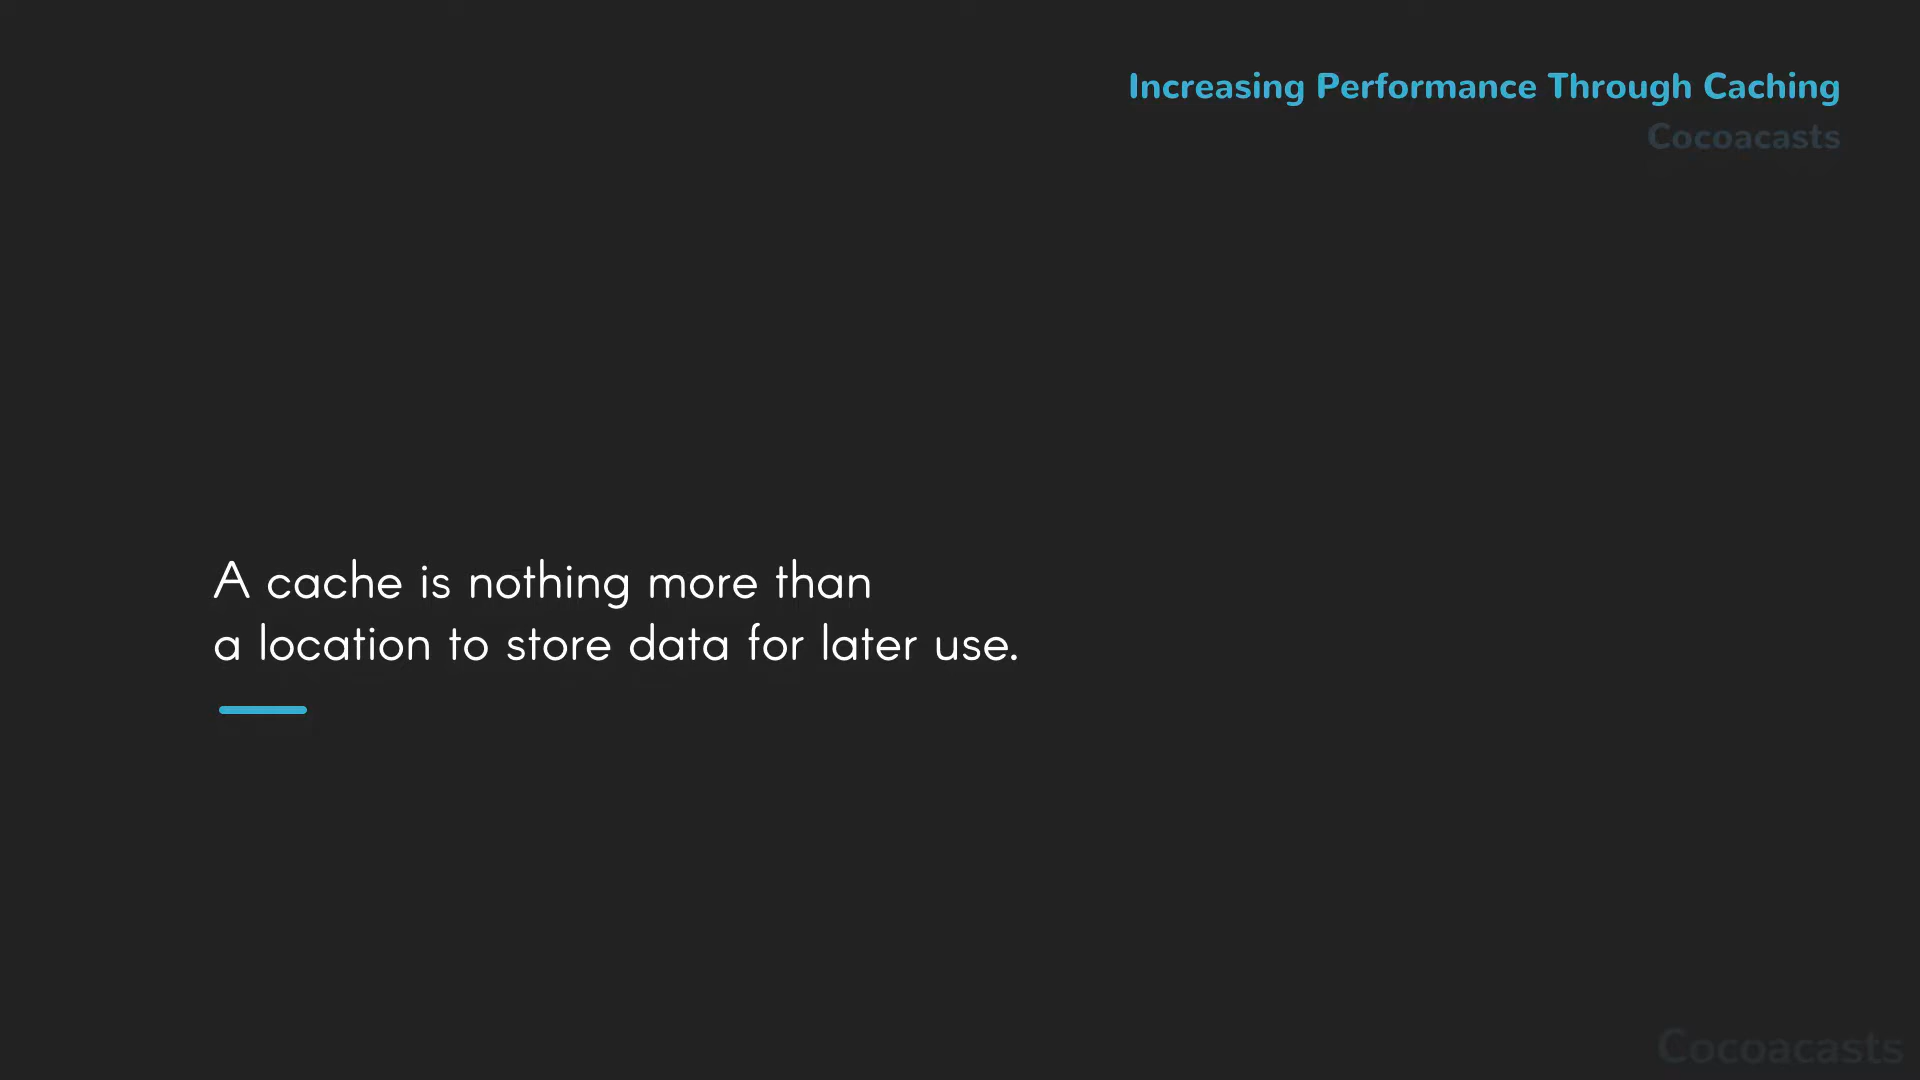 Increasing Performance Through Caching
Cocoacasts
A cache is nothing more than
a location to store data for later use.
Cocoacasts